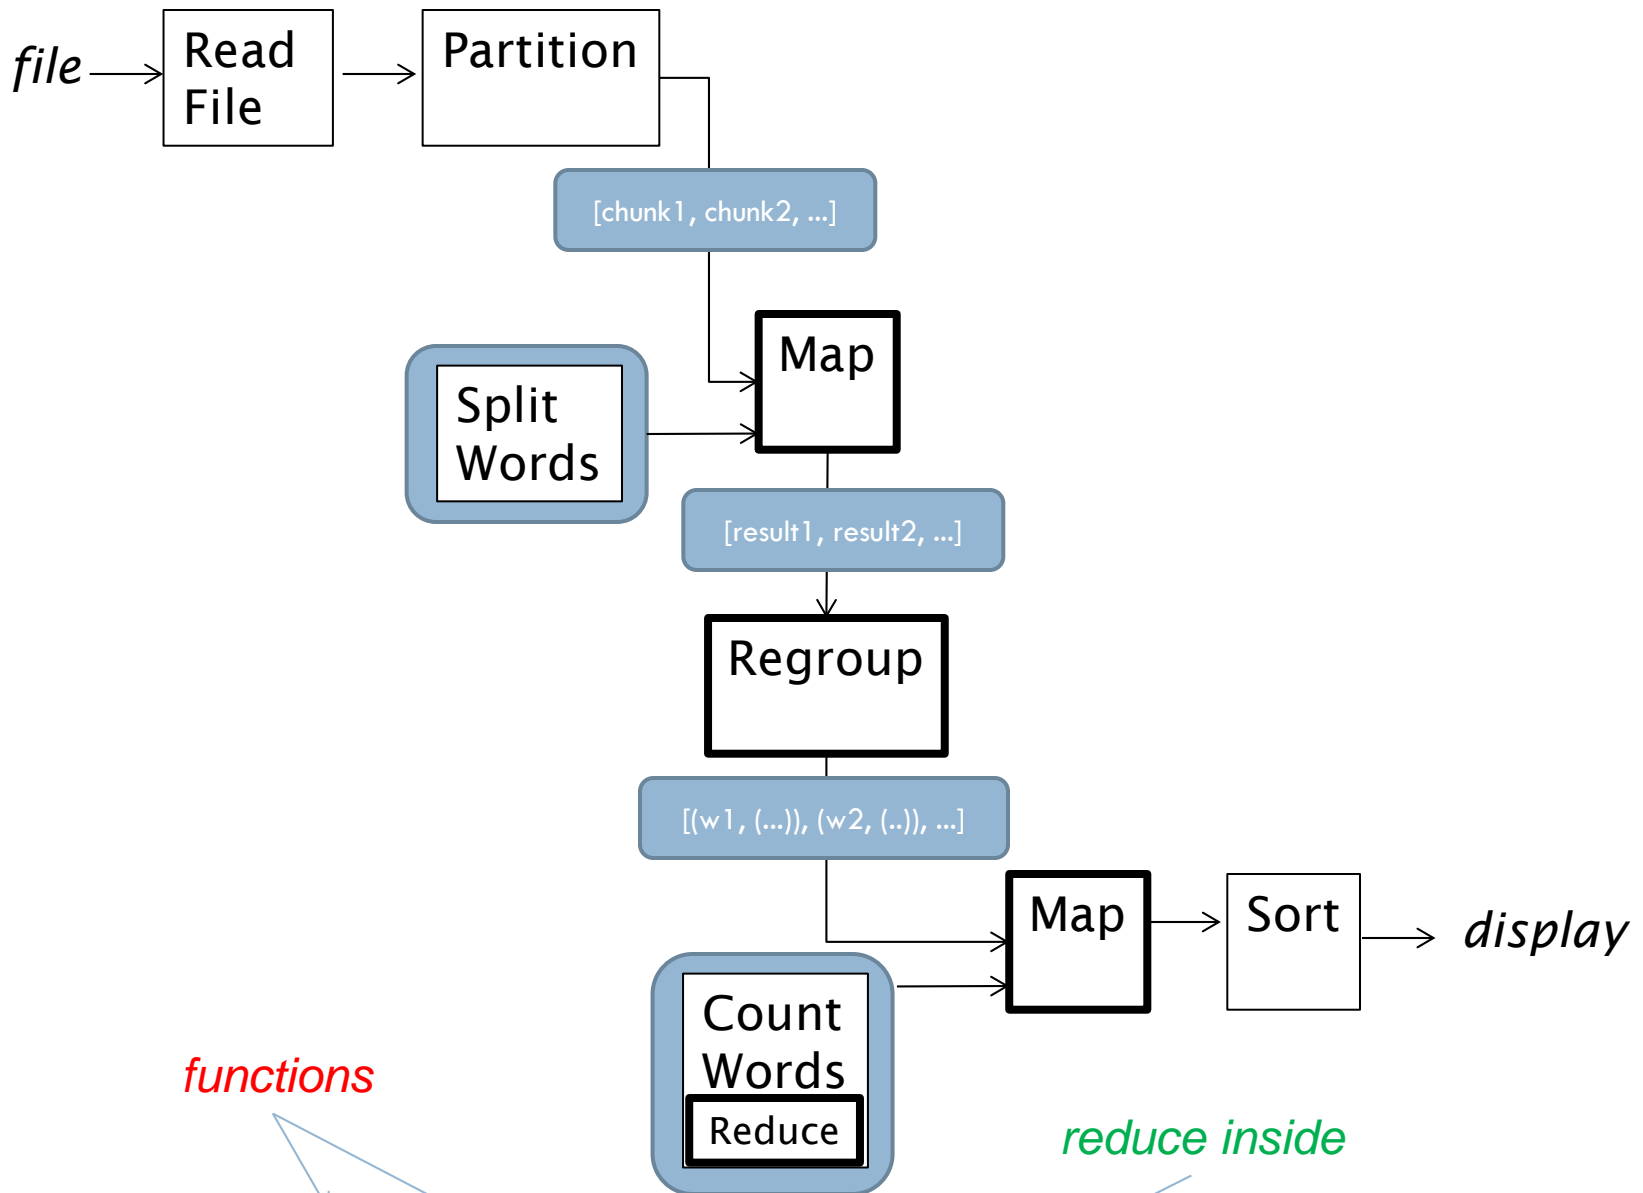 file
Read
File
Partition
[chunk1, chunk2, ...]
Map
Split
Words
[result1, result2, ...]
Regroup
[(w1, (...)), (w2, (..)), ...]
Map
Sort
display
Count
Words
Reduce
functions
reduce inside